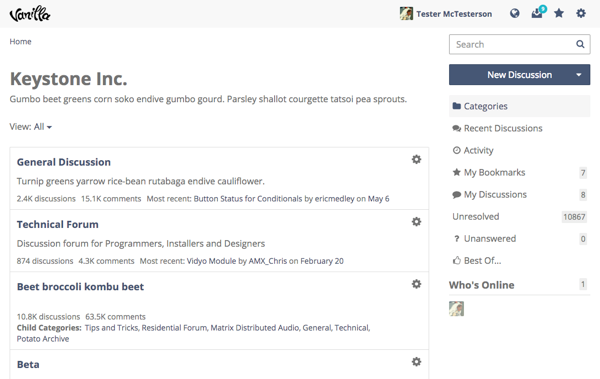 Vanilla
Tester McTesterson
9
Home
Keystone Inc.
Gumbo beet greens corn soko endive gumbo gourd. Parsley shallot courgette tatsoi pea sprouts.
View: All
General Discussion
Turnip greens yarrow rice-bean rutabaga endive cauliflower.
2.4K discussions 15.1K comments Most recent: Button Status for Conditionals by ericmedley on May 6
Technical Forum
Discussion forum for Programmers, Installers and Designers
874 discussions 4.3K comments Most recent: Vidyo Module by AMX_Chris on February 20
Beet broccoli kombu beet
10.8K discussions 63.5K comments
Child Categories: Tips and Tricks, Residential Forum, Matrix Distributed Audio, General, Technical,
Potato Archive
Beta
Search
New Discussion
Categories
Recent Discussions
Activity
My Bookmarks 7
My Discussions 8
Unresolved 10867
? Unanswered 0
Best Of...
Who's Online 1